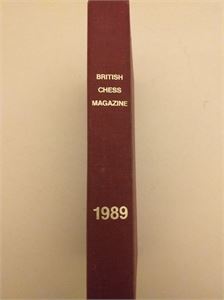 BRITISH
CHESS
MAGAZINE
1989